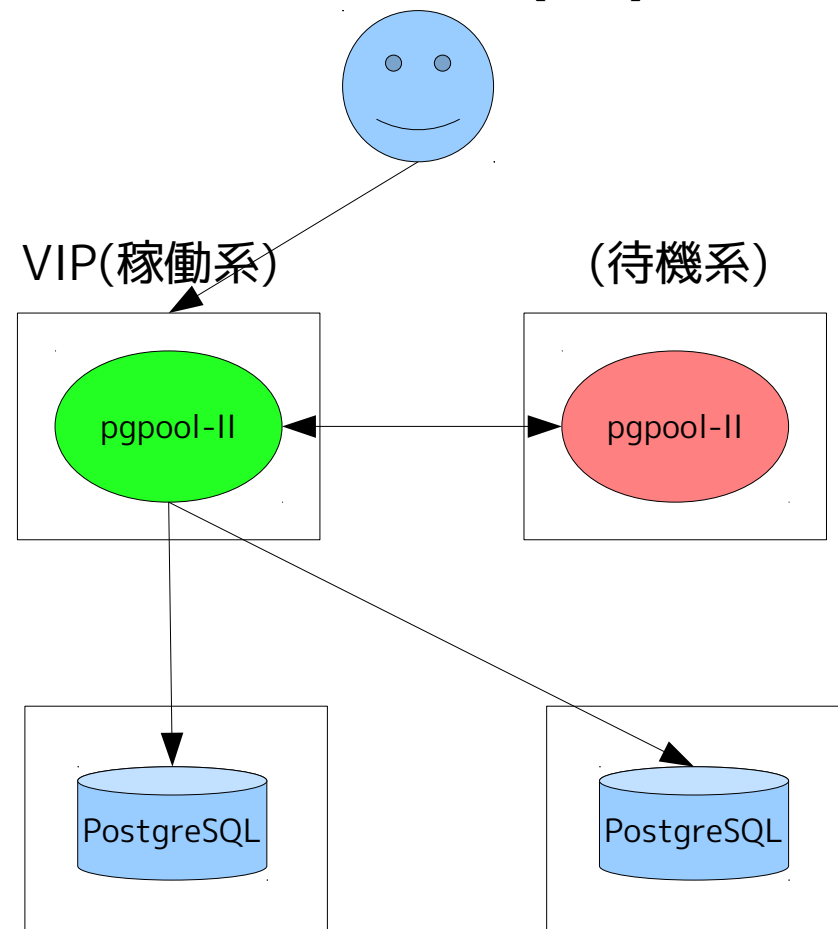 VIP(稼働系)
(待機系)
pgpool-II
pgpool-II
PostgreSQL
PostgreSQL